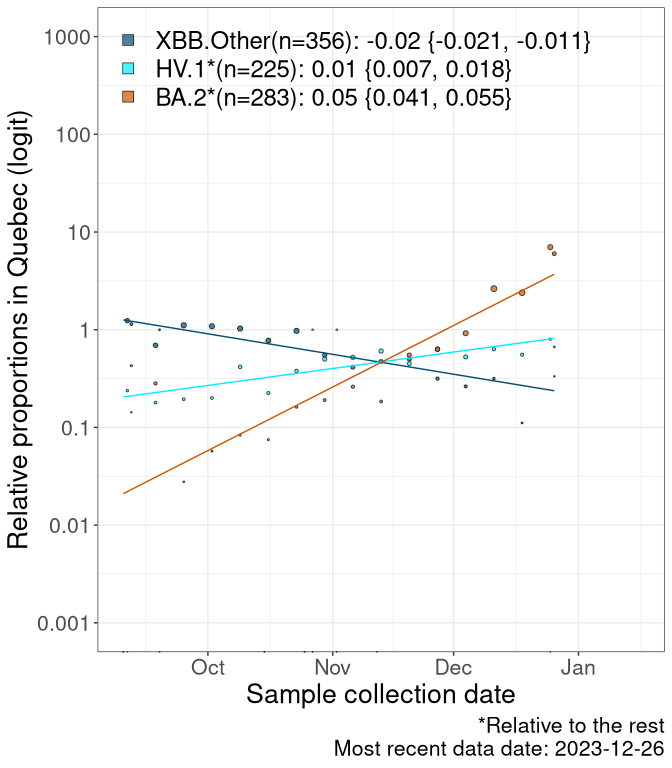 Relative proportions in Quebec (logit)
1000
100
10
1
0.1
0.01
0.001
XBB.Other(n=356): -0.02 {-0.021, -0.011}
HV.1*(n=225): 0.01 {0.007, 0.018}
BA.2*(n=283): 0.05 {0.041, 0.055}
Oct Nov Dec Jan
Sample collection date
*Relative to the rest
Most recent data date: 2023-12-26